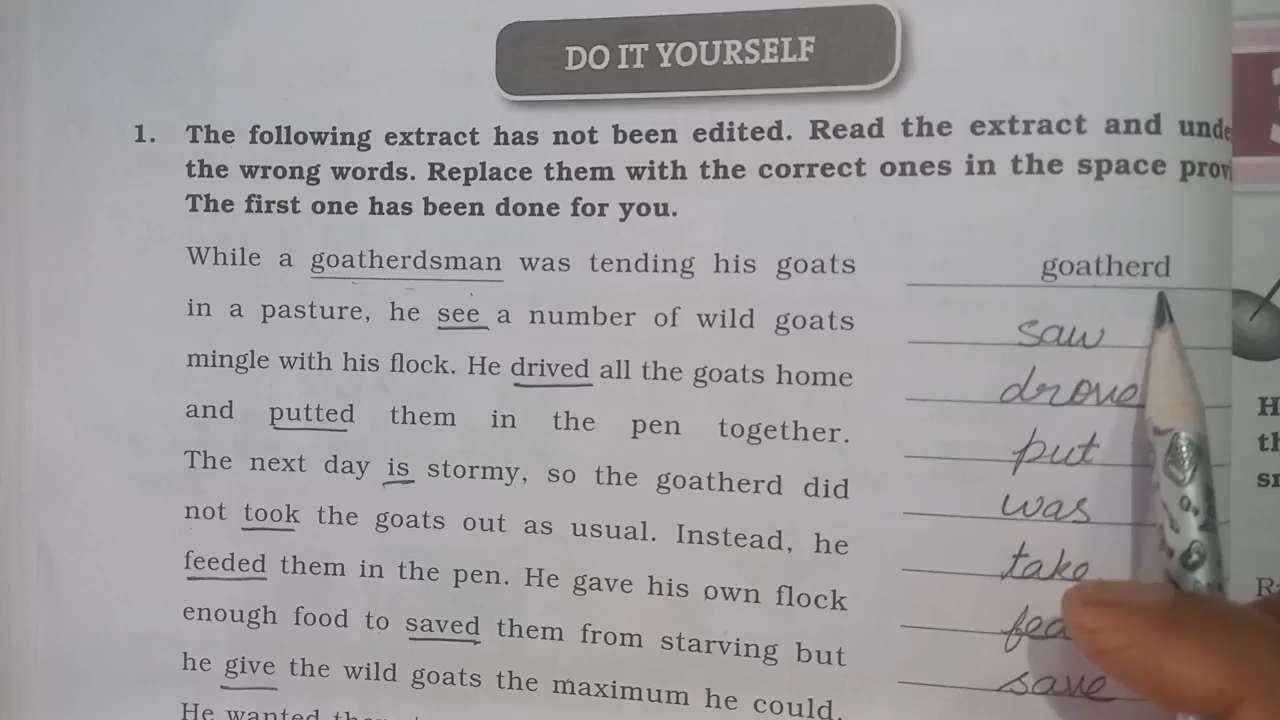 DO IT YOURSELF
1. The following extract has not been edited. Read the extract and unde
the wrong words. Replace them with the correct ones in the space prov
The first one has been done for you.
While a goatherdsman was tending his goats goatherd
in a pasture, he see a number of wild goats saw
mingle with his flock. He drived all the goats home drove
and putted them in the pen together. put
The next day is stormy, so the goatherd did was
not took the goats out as usual. Instead, he take
feeded them in the pen. He gave his own flock
enough food to saved them from starving but save
he give the wild goats the maximum he could.
He wanted
H
th
sm